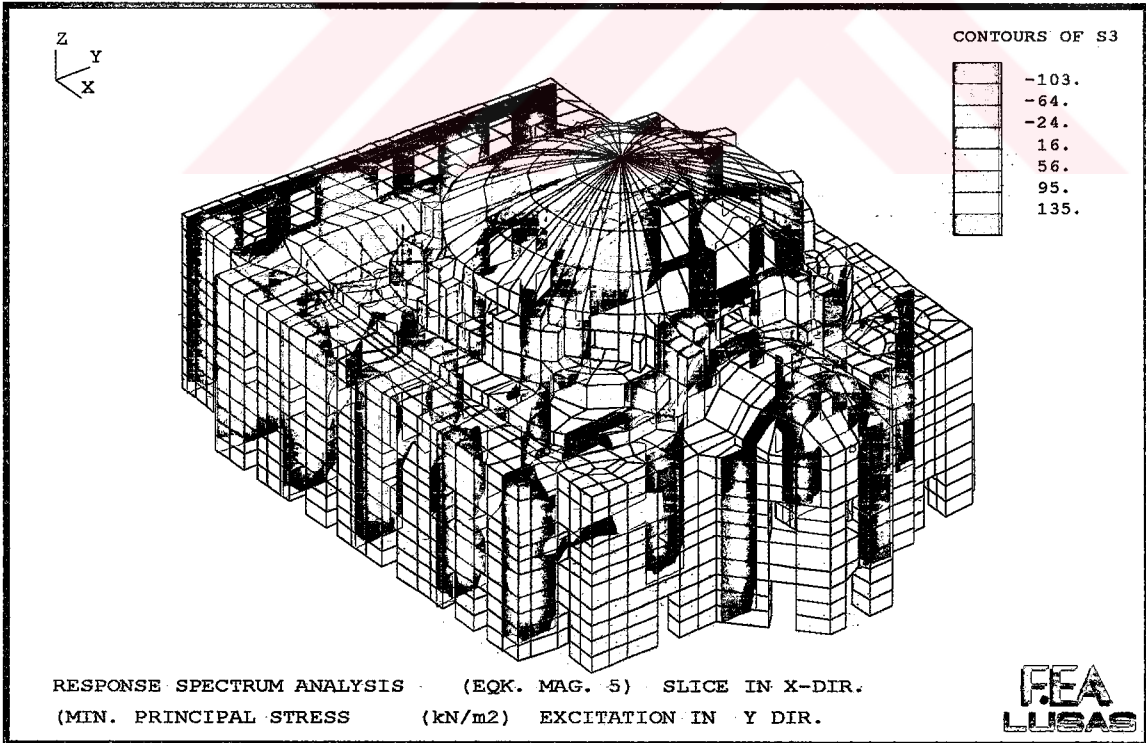 Z
Y
X
CONTOURS OF S3
-103.
-64.
-24.
16.
56.
95.
135.
RESPONSE SPECTRUM ANALYSIS (EQK. MAG. 5) SLICE IN X-DIR.
(MIN. PRINCIPAL STRESS (kN/m2) EXCITATION IN Y DIR.
FEA
LUSAS